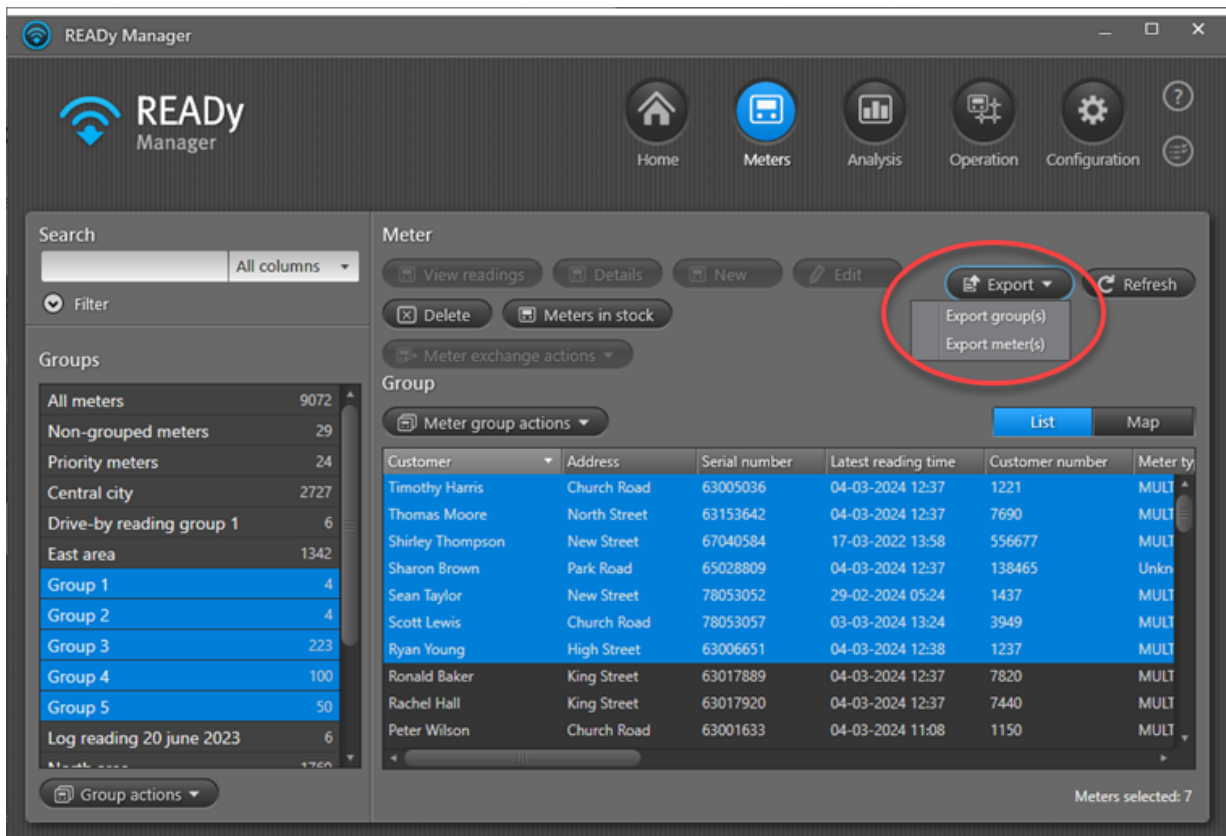 READy Manager
READy
Manager
Home Meters Analysis Operation Configuration
Search
All columns
Filter
Groups
All meters 9072
Non-grouped meters 29
Priority meters 24
Central city 2727
Drive-by reading group 1 6
East area 1342
Group 1 4
Group 2 4
Group 3 223
Group 4 100
Group 5 50
Log reading 20 june 2023 6
Group actions
Meter
View readings Details New Edit Export Refresh
Export group(s)
Export meter(s)
Delete Meters in stock
Meter exchange actions
Group
Meter group actions List Map
Customer Address Serial number Latest reading time Customer number Meter ty
Timothy Harris Church Road 63005036 04-03-2024 12:37 1221 MULT
Thomas Moore North Street 63153642 04-03-2024 12:37 7690 MULT
Shirley Thompson New Street 67040584 17-03-2022 13:58 556677 MULT
Sharon Brown Park Road 65028809 04-03-2024 12:37 138465 Unkn
Sean Taylor New Street 78053052 29-02-2024 05:24 1437 MULT
Scott Lewis Church Road 78053057 03-03-2024 13:24 3949 MULT
Ryan Young High Street 63006651 04-03-2024 12:38 1237 MULT
Ronald Baker King Street 63017889 04-03-2024 12:37 7820 MULT
Rachel Hall King Street 63017920 04-03-2024 12:37 7440 MULT
Peter Wilson Church Road 63001633 04-03-2024 11:08 1150 MULT
Meters selected: 7